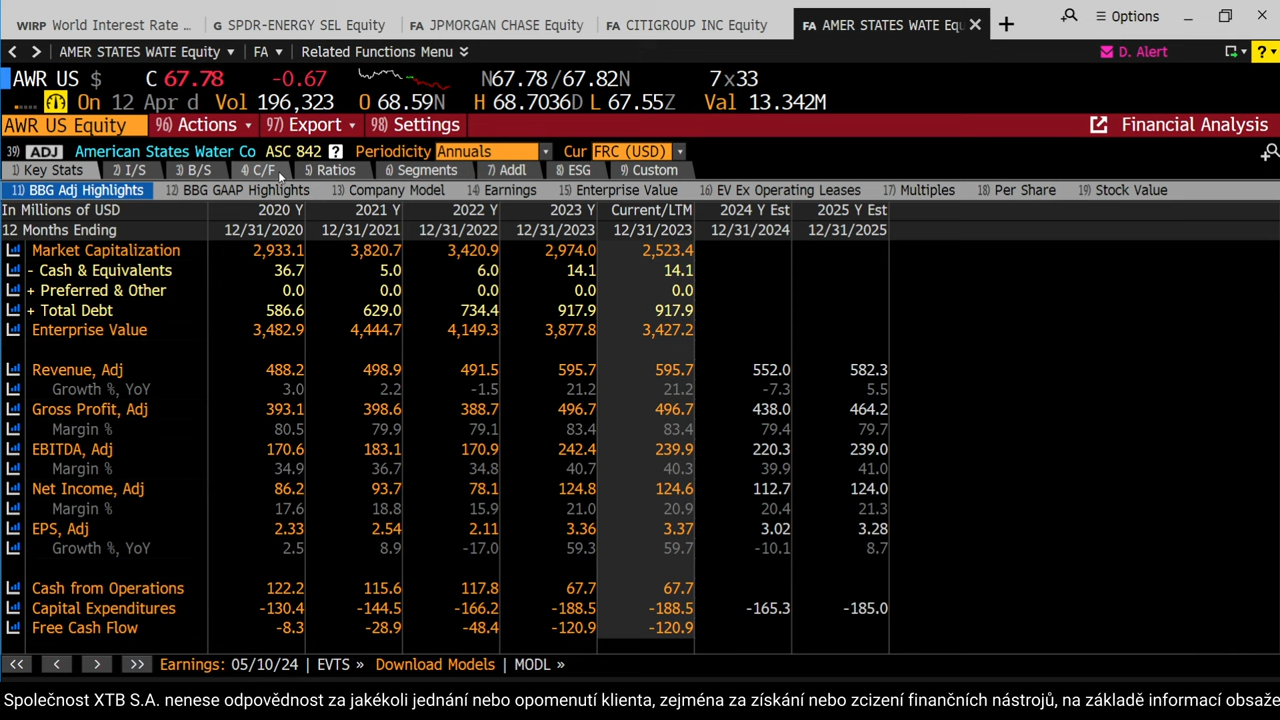 WIRP World Interest Rate ... G SPDR-ENERGY SEL Equity FA JPMORGAN CHASE Equity FA CITIGROUP INC Equity FA AMER STATES WATE Equ Options
AMER STATES WATE Equity FA Related Functions Menu D. Alert ?
AWR US $ C 67.78 -0.67 N67.78/67.82N 7x33
On 12 Apr d Vol 196,323 O 68.59N H 68.7036D L 67.55Z Val 13.342M
AWR US Equity 96) Actions 97) Export 98) Settings Financial Analysis
39) ADJ American States Water Co ASC 842 ? Periodicity Annuals Cur FRC (USD)
1) Key Stats 2) I/S 3) B/S 4) C/F 5) Ratios 6) Segments 7) Addl 8) ESG 9) Custom
11) BBG Adj Highlights 12) BBG GAAP Highlights 13) Company Model 14) Earnings 15) Enterprise Value 16) EV Ex Operating Leases 17) Multiples 18) Per Share 19) Stock Value
In Millions of USD 2020 Y 2021 Y 2022 Y 2023 Y Current/LTM 2024 Y Est 2025 Y Est
12 Months Ending 12/31/2020 12/31/2021 12/31/2022 12/31/2023 12/31/2023 12/31/2024 12/31/2025
Market Capitalization 2,933.1 3,820.7 3,420.9 2,974.0 2,523.4
- Cash & Equivalents 36.7 5.0 6.0 14.1 14.1
+ Preferred & Other 0.0 0.0 0.0 0.0 0.0
+ Total Debt 586.6 629.0 734.4 917.9 917.9
Enterprise Value 3,482.9 4,444.7 4,149.3 3,877.8 3,427.2
Revenue, Adj 488.2 498.9 491.5 595.7 595.7 552.0 582.3
Growth %, YoY 3.0 2.2 -1.5 21.2 21.2 -7.3 5.5
Gross Profit, Adj 393.1 398.6 388.7 496.7 496.7 438.0 464.2
Margin % 80.5 79.9 79.1 83.4 83.4 79.4 79.7
EBITDA, Adj 170.6 183.1 170.9 242.4 239.9 220.3 239.0
Margin % 34.9 36.7 34.8 40.7 40.3 39.9 41.0
Net Income, Adj 86.2 93.7 78.1 124.8 124.6 112.7 124.0
Margin % 17.6 18.8 15.9 21.0 20.9 20.4 21.3
EPS, Adj 2.33 2.54 2.11 3.36 3.37 3.02 3.28
Growth %, YoY 2.5 8.9 -17.0 59.3 59.7 -10.1 8.7
Cash from Operations 122.2 115.6 117.8 67.7 67.7
Capital Expenditures -130.4 -144.5 -166.2 -188.5 -188.5 -165.3 -185.0
Free Cash Flow -8.3 -28.9 -48.4 -120.9 -120.9
<< < > >> Earnings: 05/10/24 | EVTS » Download Models | MODL »
Společnost XTB S.A. nenese odpovědnost za jakékoli jednání nebo opomenutí klienta, zejména za získání nebo zcizení finančních nástrojů, na základě informací obsaže